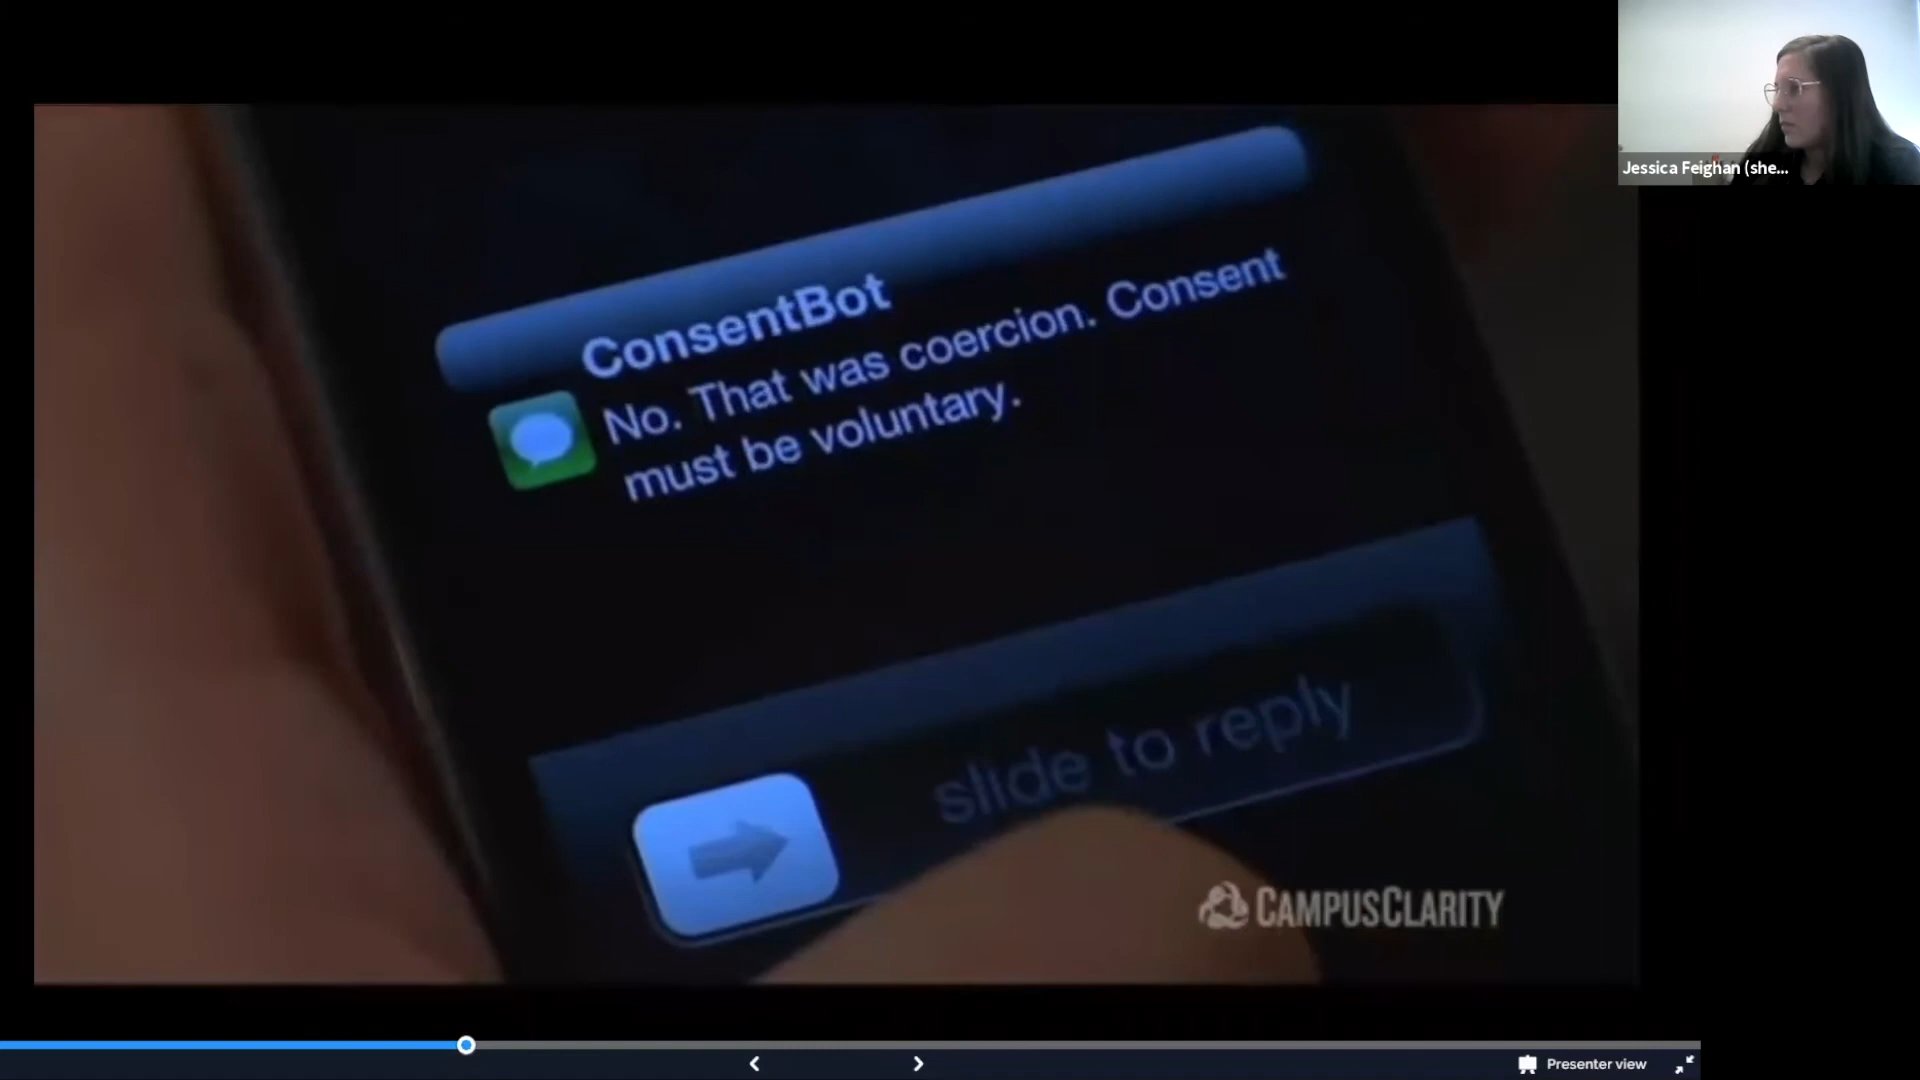 Jessica Feighan (she...
ConsentBot
No. That was coercion. Consent
must be voluntary.
slide to reply
CAMPUSCLARITY
Presenter view